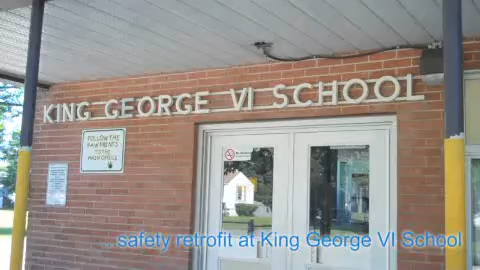 KING GEORGE VI SCHOOL
FOLLOW THE
PAW PRINTS
TO THE
MAIN OFFICE
...safety retrofit at King George VI School